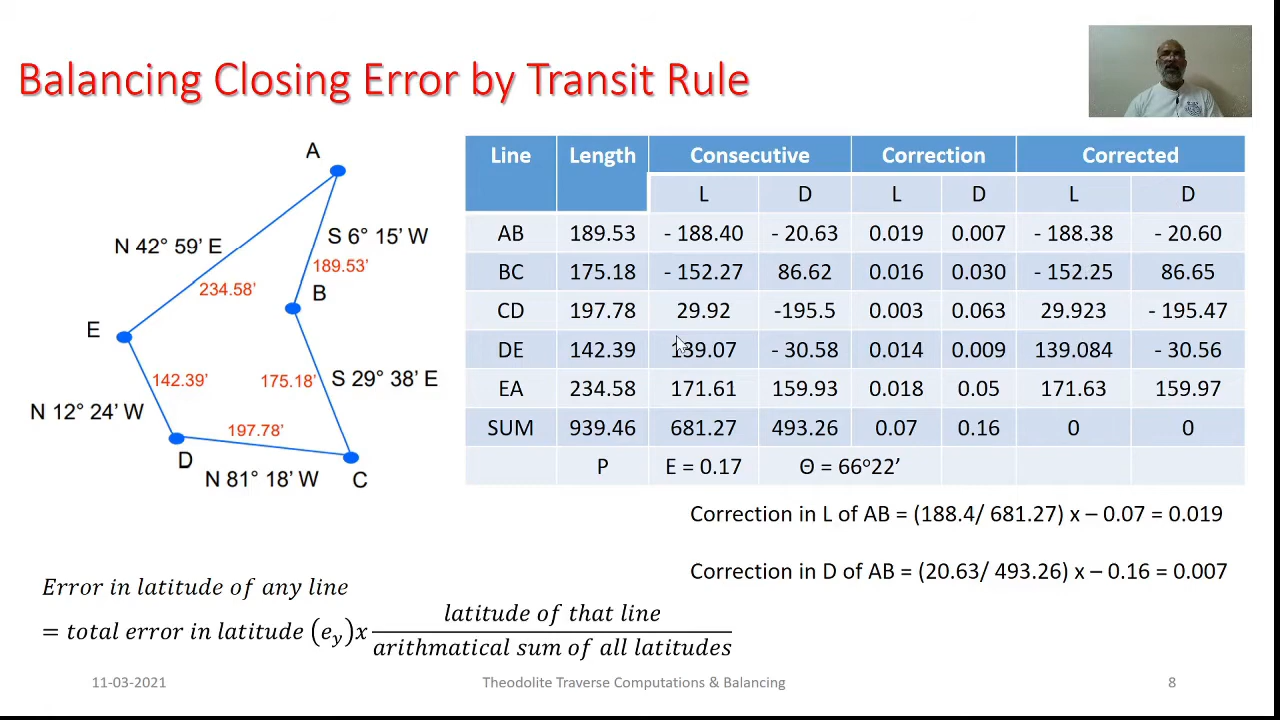 Balancing Closing Error by Transit Rule
A
N 42° 59’ E
S 6° 15’ W
189.53’
234.58’
B
E
142.39’
175.18’
S 29° 38’ E
N 12° 24’ W
197.78’
D
N 81° 18’ W
C
Line Length Consecutive Correction Corrected
L D L D L D
AB 189.53 - 188.40 - 20.63 0.019 0.007 - 188.38 - 20.60
BC 175.18 - 152.27 86.62 0.016 0.030 - 152.25 86.65
CD 197.78 29.92 -195.5 0.003 0.063 29.923 - 195.47
DE 142.39 139.07 - 30.58 0.014 0.009 139.084 - 30.56
EA 234.58 171.61 159.93 0.018 0.05 171.63 159.97
SUM 939.46 681.27 493.26 0.07 0.16 0 0
P E = 0.17 Θ = 66°22’
Correction in L of AB = (188.4/ 681.27) x – 0.07 = 0.019
Correction in D of AB = (20.63/ 493.26) x – 0.16 = 0.007
Error in latitude of any line
= total error in latitude (e_y) x latitude of that line / arithmatical sum of all latitudes
11-03-2021 Theodolite Traverse Computations & Balancing 8